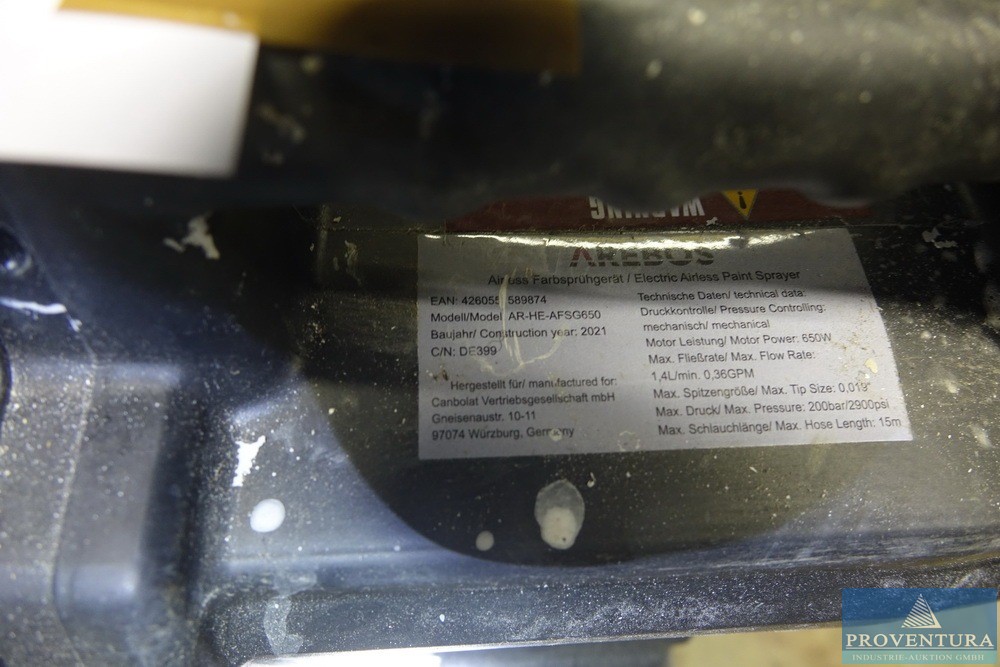 WARNING
AREBOS
Airless Farbsprühgerät / Electric Airless Paint Sprayer
EAN: 589874
Modell/Model: AR-HE-AFSG650
Baujahr/ Construction year: 2021
C/N: DE399
Hergestellt für/ manufactured for:
Canbolat Vertriebsgesellschaft mbH
Gneisenaustr. 10-11
97074 Würzburg, Germany
Technische Daten/ technical data:
Druckkontrolle/ Pressure Controlling:
mechanisch/ mechanical
Motor Leistung/ Motor Power: 650W
Max. Fließrate/ Max. Flow Rate:
1,4L/min. 0,36GPM
Max. Spitzengröße/ Max. Tip Size: 0,019"
Max. Druck/ Max. Pressure: 200bar/2900psi
Max. Schlauchlänge/ Max. Hose Length: 15m
PROVENTURA
INDUSTRIE-AUKTION GMBH